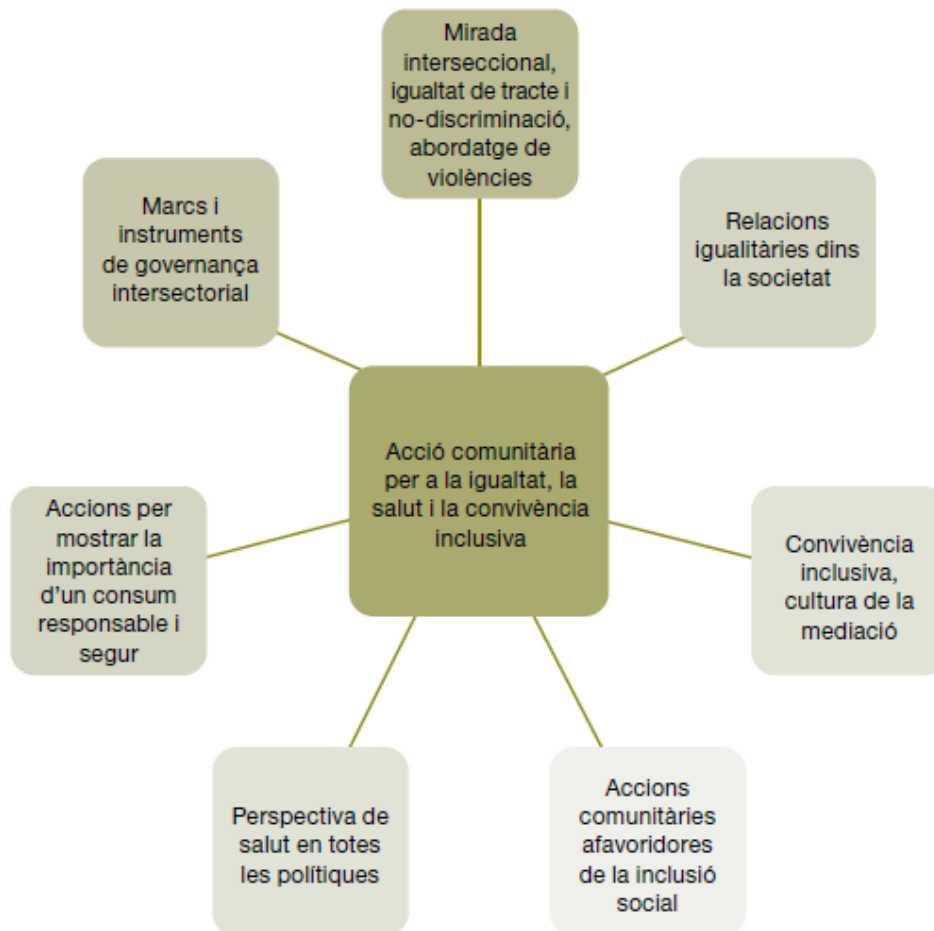 Mirada
interseccional,
igualtat de tracte i
no-discriminació,
abordatge de
violències
Relacions
igualitàries dins
la societat
Convivència
inclusiva,
cultura de la
mediació
Accions
comunitàries
afavoridores
de la inclusió
social
Perspectiva de
salut en totes
les polítiques
Accions per
mostrar la
importància
d'un consum
responsable i
segur
Marcs i
instruments
de governança
intersectorial
Acció comunitària
per a la igualtat, la
salut i la convivència
inclusiva